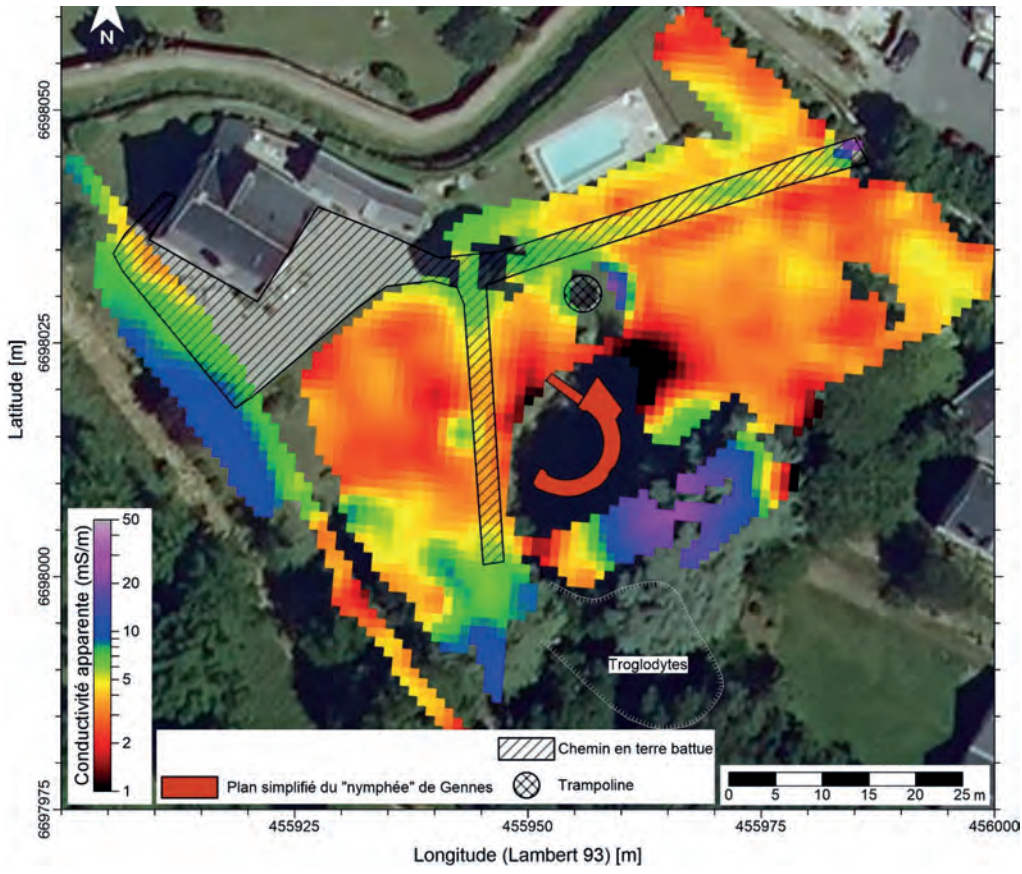 N
6698050
6698025
6698000
6697975
Latitude [m]
Conductivité apparente (mS/m)
50
20
10
5
2
1
Troglodytes
Chemin en terre battue
Plan simplifié du "nymphée" de Gennes
Trampoline
0 5 10 15 20 25 m
455925 455950 455975 456000
Longitude (Lambert 93) [m]